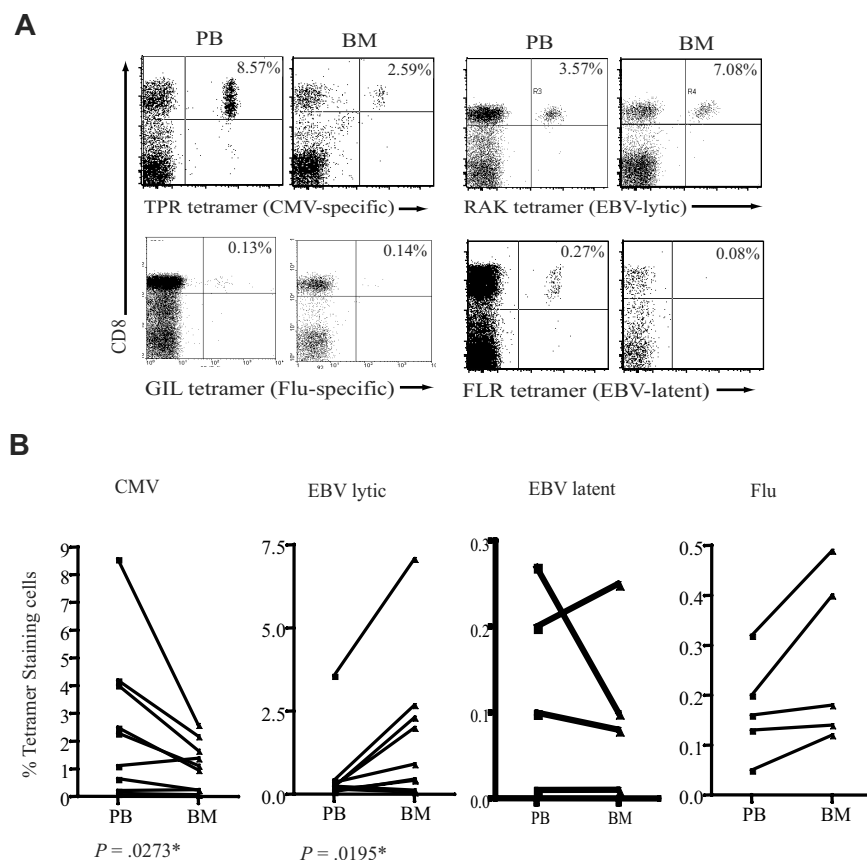 A
PB BM PB BM
8.57% 2.59% 3.57% 7.08%
R3 R4
TPR tetramer (CMV-specific) RAK tetramer (EBV-lytic)
0.13% 0.14% 0.27% 0.08%
CD8
GIL tetramer (Flu-specific) FLR tetramer (EBV-latent)
B
CMV EBV lytic EBV latent Flu
% Tetramer Staining cells
9
8
7
6
5
4
3
2
1
0
PB BM
P = .0273*
7.5
5.0
2.5
0.0
PB BM
P = .0195*
0.3
0.2
0.1
0.0
PB BM
0.5
0.4
0.3
0.2
0.1
0.0
PB BM